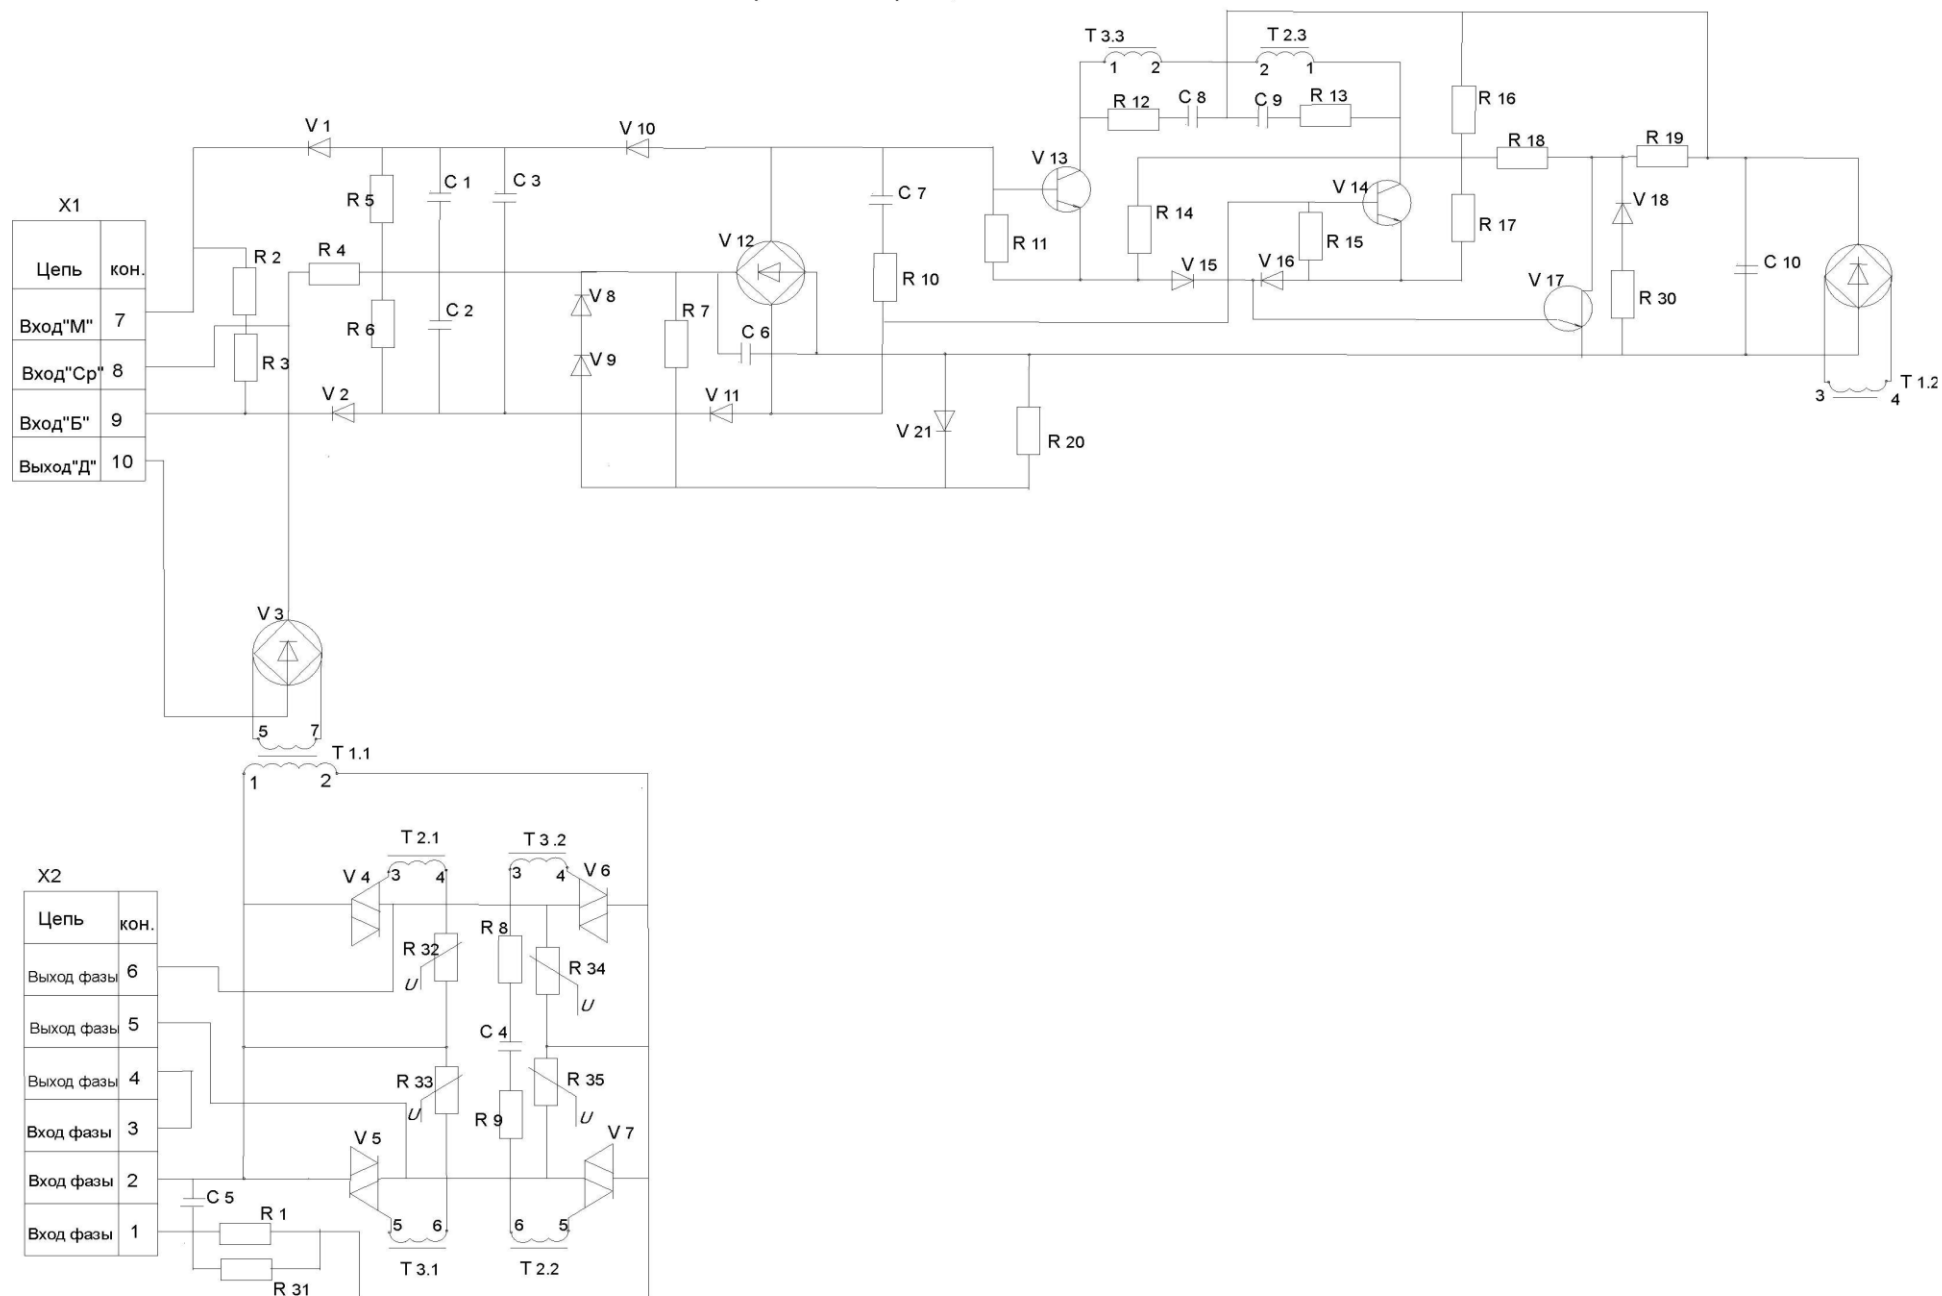 T 3.3
T 2.3
1 2
2 1
R 12
C 8
C 9
R 13
R 16
V 1
V 10
R 18
R 19
V 13
C 1
C 3
R 5
C 7
V 14
V 18
X1
R 14
R 17
R 2
V 12
R 11
R 15
Цепь
кон.
R 4
V 15
V 16
C 10
R 10
V 17
R 30
V 8
R 7
C 2
R 6
Вход"М"
7
C 6
R 3
V 9
Вход"Ср"
8
V 2
V 11
3
4
T 1.2
Вход"Б"
9
V 21
R 20
Выход"Д"
10
V 3
5 7
T 1.1
1 2
T 2.1
T 3 .2
X2
V 4
3 4
3 4
V 6
Цепь
кон.
R 8
R 32
U
R 34
U
Выход фазы
6
Выход фазы
5
C 4
Выход фазы
4
R 33
U
R 35
U
R 9
Вход фазы
3
V 5
V 7
Вход фазы
2
C 5
R 1
5 6
6 5
Вход фазы
1
T 3.1
T 2.2
R 31